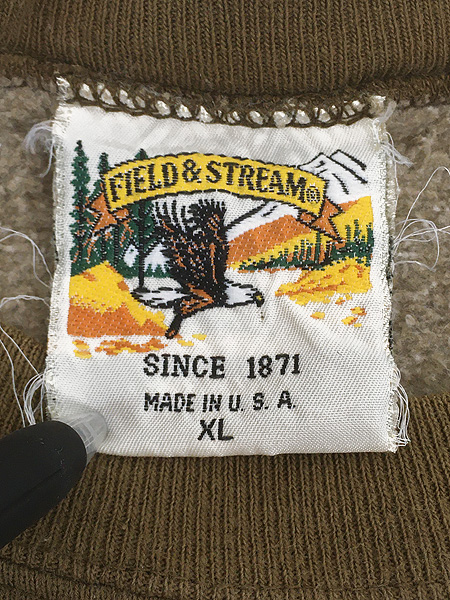 FIELD & STREAM®
SINCE 1871
MADE IN U. S. A.
XL